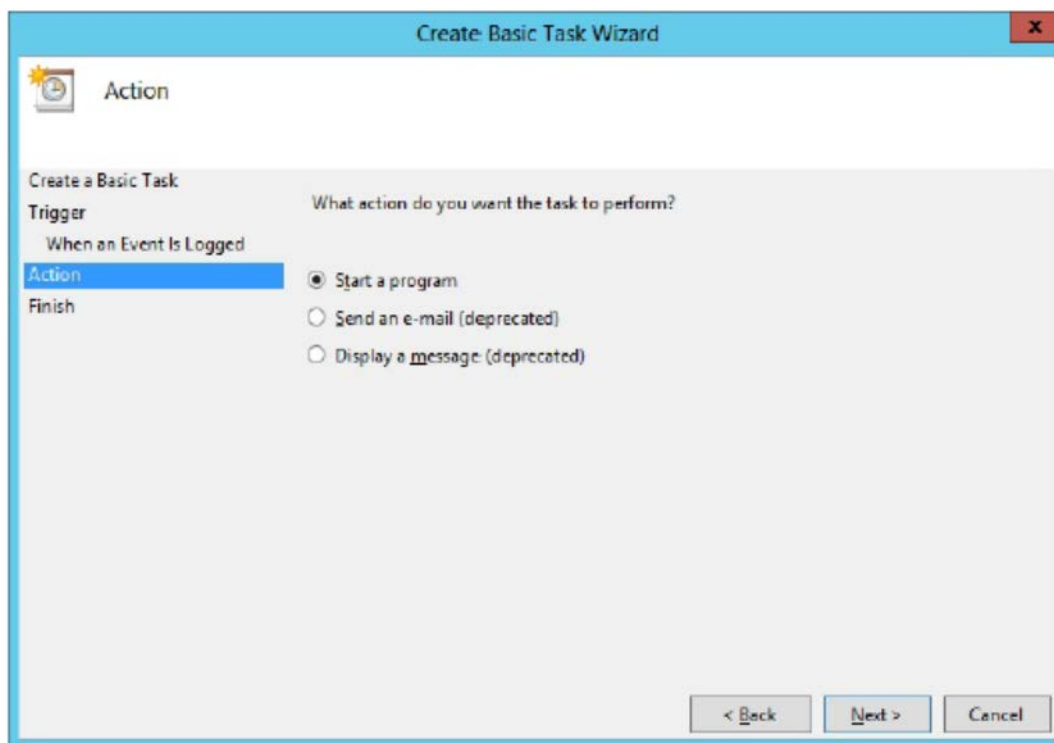 Create Basic Task Wizard
x
Action
Create a Basic Task
Trigger
When an Event Is Logged
Action
Finish
What action do you want the task to perform?
Start a program
Send an e-mail (deprecated)
Display a message (deprecated)
< Back
Next >
Cancel